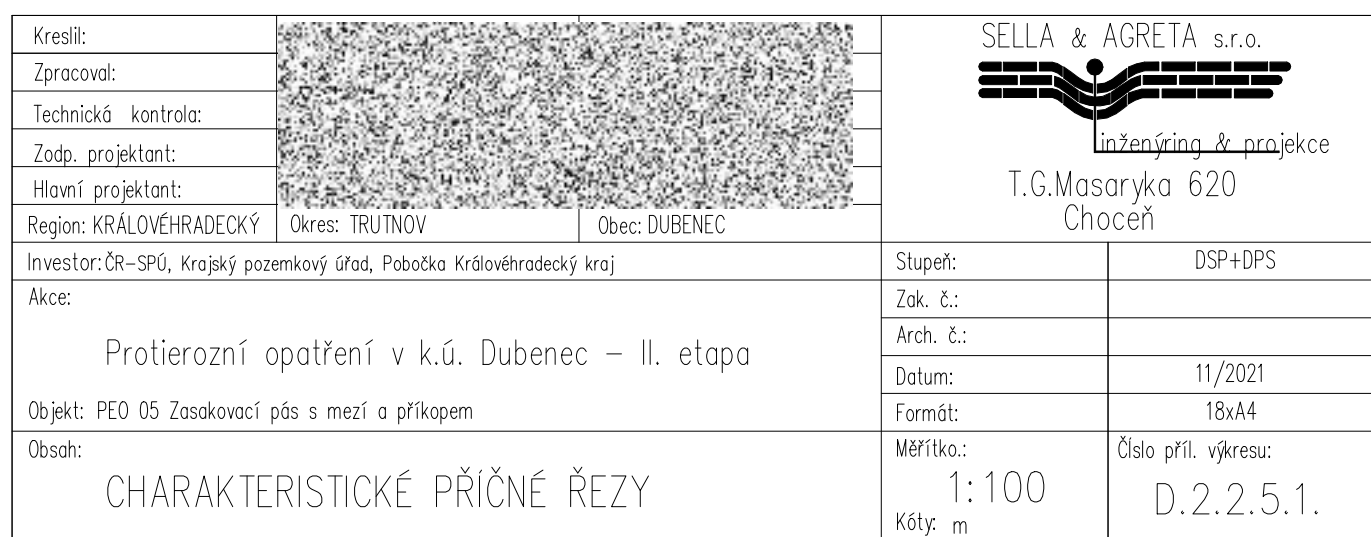 Kreslil:
Zpracoval:
Technická kontrola:
Zodp. projektant:
Hlavní projektant:
Region: KRÁLOVÉHRADECKÝ
Okres: TRUTNOV
Obec: DUBENEC
SELLA & AGRETA s.r.o.
inženýring & projekce
T.G.Masaryka 620
Choceň
Investor: ČR-SPÚ, Krajský pozemkový úřad, Pobočka Královéhradecký kraj
Stupeň: DSP+DPS
Akce:
Protierozní opatření v k.ú. Dubenec – II. etapa
Objekt: PEO 05 Zasakovací pás s mezí a příkopem
Zak. č.:
Arch. č.:
Datum: 11/2021
Formát: 18xA4
Obsah:
CHARAKTERISTICKÉ PŘÍČNÉ ŘEZY
Měřítko.:
1:100
Kóty: m
Číslo příl. výkresu:
D.2.2.5.1.